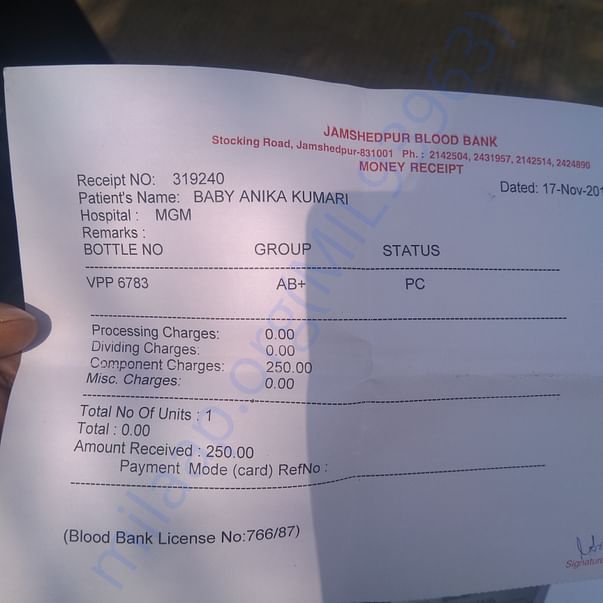 JAMSHEDPUR BLOOD BANK
Stocking Road, Jamshedpur-831001 Ph. : 2142504, 2431957, 2142514, 2424890
MONEY RECEIPT
Receipt NO: 319240
Dated: 17-Nov-201
Patient's Name: BABY ANIKA KUMARI
Hospital : MGM
Remarks :
BOTTLE NO GROUP STATUS
VPP 6783 AB+ PC
Processing Charges: 0.00
Dividing Charges: 0.00
Component Charges: 250.00
Misc. Charges: 0.00
Total No Of Units : 1
Total : 0.00
Amount Received : 250.00
Payment Mode (card) RefNo :
(Blood Bank License No:766/87)
Signature